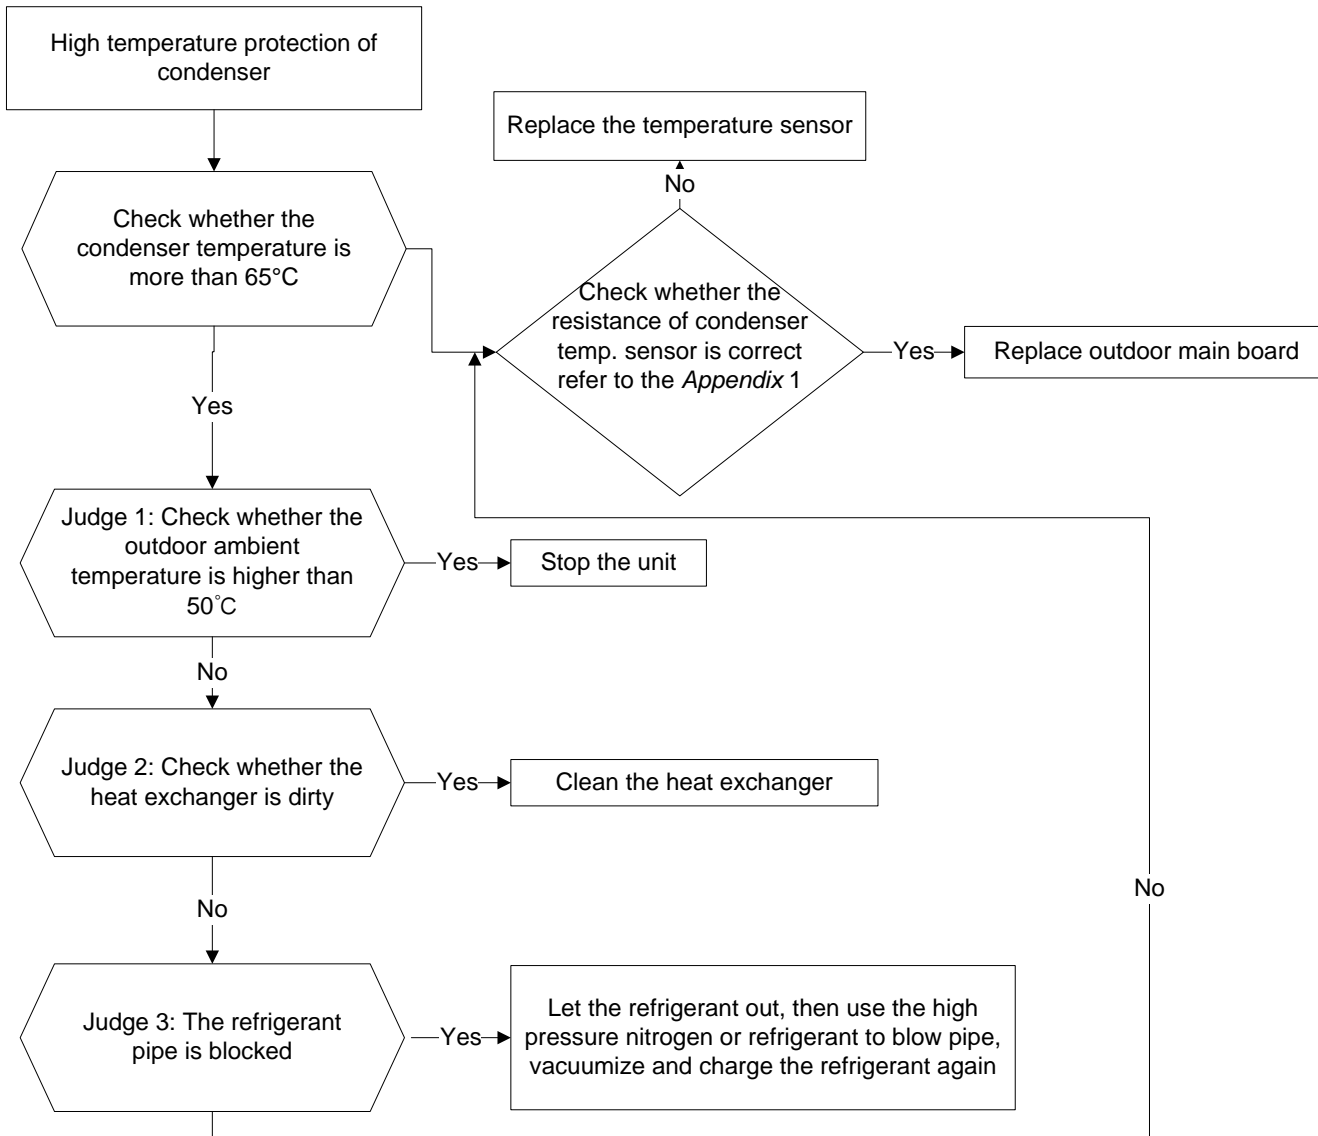 High temperature protection of
condenser
Replace the temperature sensor
No
Check whether the
condenser temperature is
more than 65°C
Check whether the
resistance of condenser
temp. sensor is correct
refer to the Appendix 1
Yes
Replace outdoor main board
Yes
Judge 1: Check whether the
outdoor ambient
temperature is higher than
50°C
Yes
Stop the unit
No
Judge 2: Check whether the
heat exchanger is dirty
Yes
Clean the heat exchanger
No
No
Judge 3: The refrigerant
pipe is blocked
Yes
Let the refrigerant out, then use the high
pressure nitrogen or refrigerant to blow pipe,
vacuumize and charge the refrigerant again